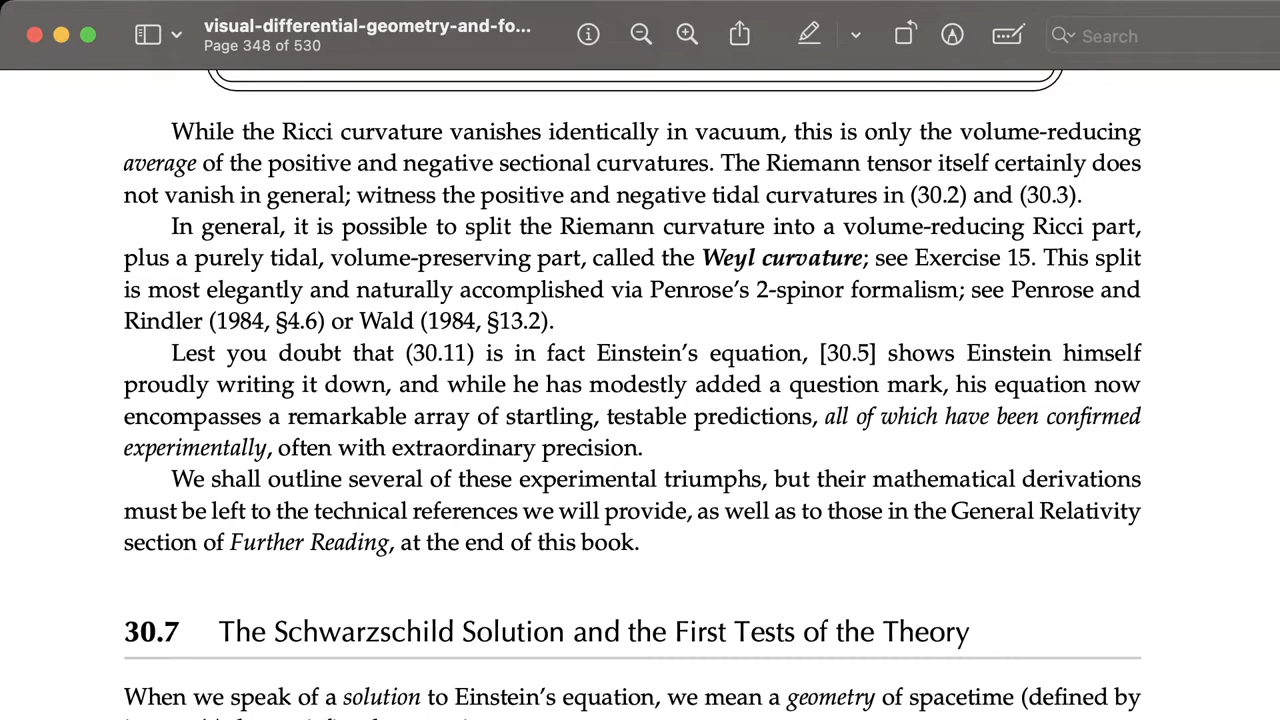 visual-differential-geometry-and-fo...
Page 348 of 530
Search
While the Ricci curvature vanishes identically in vacuum, this is only the volume-reducing
average of the positive and negative sectional curvatures. The Riemann tensor itself certainly does
not vanish in general; witness the positive and negative tidal curvatures in (30.2) and (30.3).
In general, it is possible to split the Riemann curvature into a volume-reducing Ricci part,
plus a purely tidal, volume-preserving part, called the Weyl curvature; see Exercise 15. This split
is most elegantly and naturally accomplished via Penrose's 2-spinor formalism; see Penrose and
Rindler (1984, §4.6) or Wald (1984, §13.2).
Lest you doubt that (30.11) is in fact Einstein's equation, [30.5] shows Einstein himself
proudly writing it down, and while he has modestly added a question mark, his equation now
encompasses a remarkable array of startling, testable predictions, all of which have been confirmed
experimentally, often with extraordinary precision.
We shall outline several of these experimental triumphs, but their mathematical derivations
must be left to the technical references we will provide, as well as to those in the General Relativity
section of Further Reading, at the end of this book.
30.7 The Schwarzschild Solution and the First Tests of the Theory
When we speak of a solution to Einstein's equation, we mean a geometry of spacetime (defined by